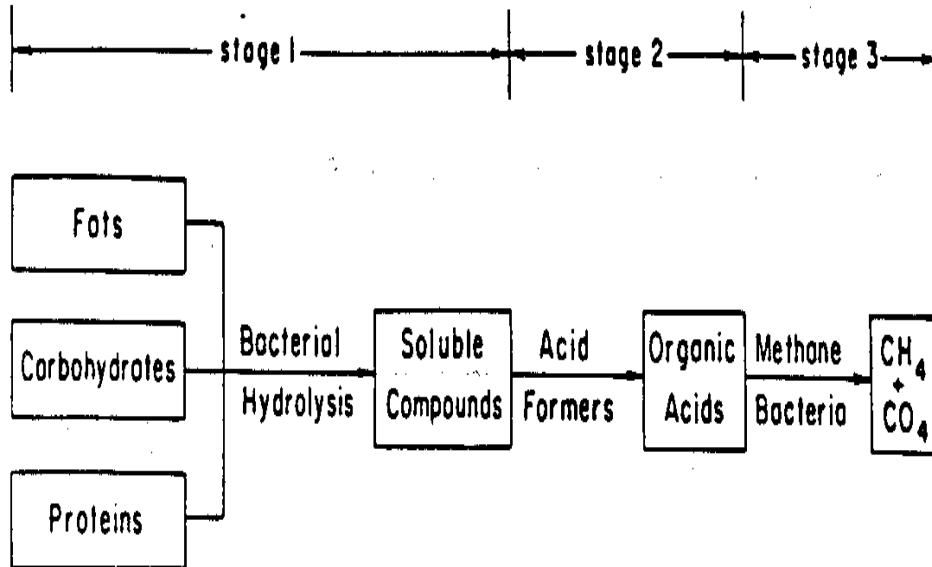 stage 1
stage 2
stage 3
Fats
Carbohydrates
Proteins
Bacterial
Hydrolysis
Soluble
Compounds
Acid
Formers
Organic
Acids
Methane
Bacteria
CH4
+
CO4